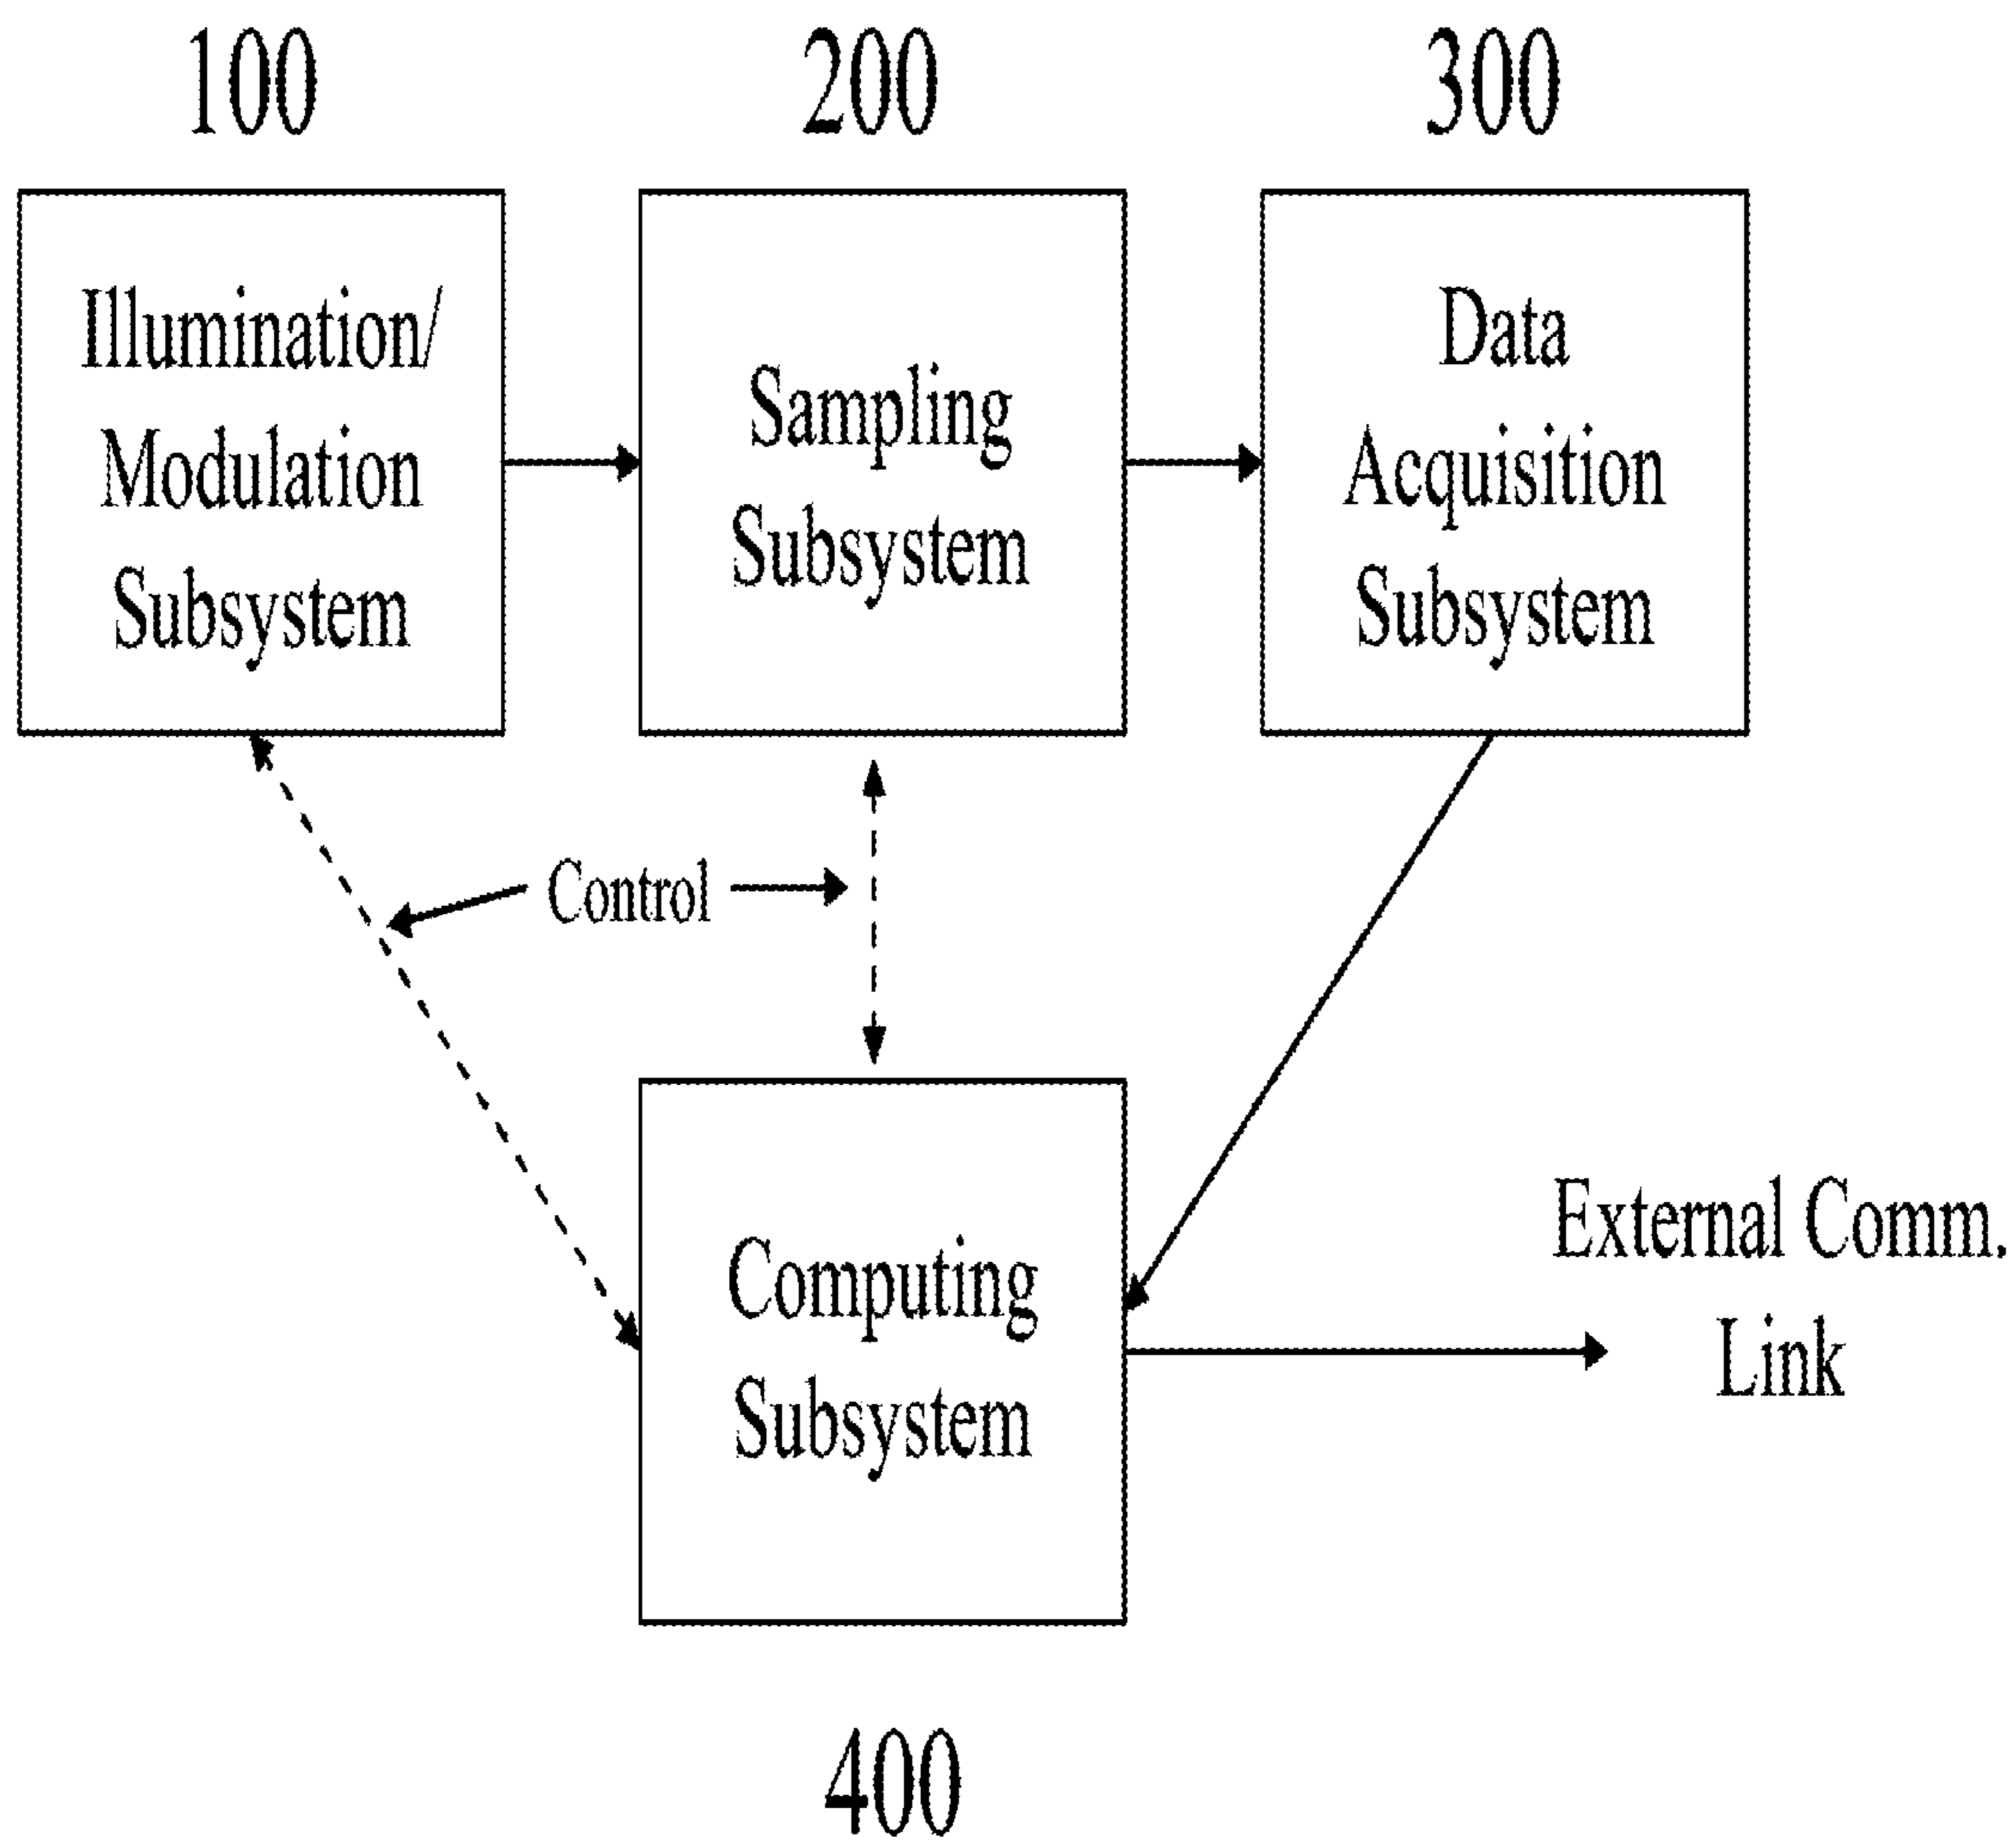 100
200
300
Illumination/
Modulation
Subsystem
Sampling
Subsystem
Data
Acquisition
Subsystem
Control
Computing
Subsystem
External Comm.
Link
400